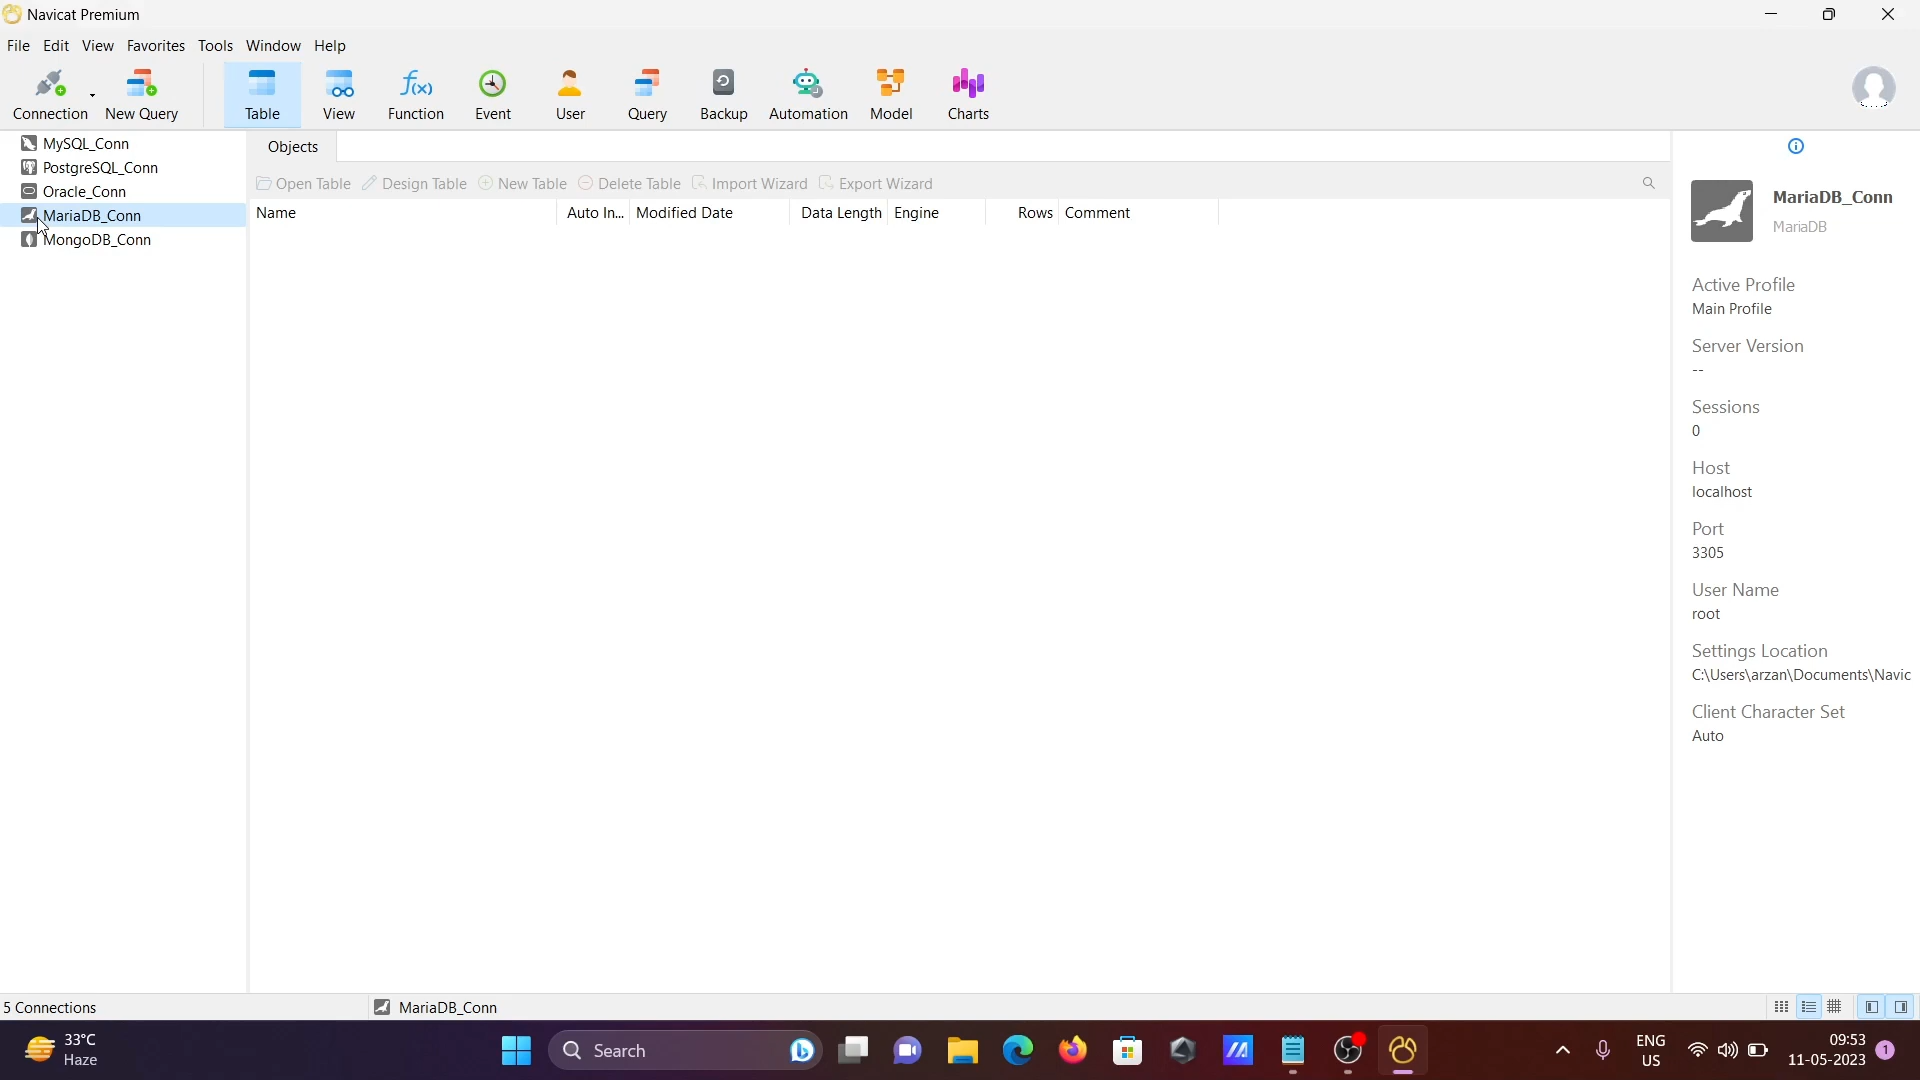 Navicat Premium
File Edit View Favorites Tools Window Help
Connection New Query Table View Function Event User Query Backup Automation Model Charts
MySQL_Conn
PostgreSQL_Conn
Oracle_Conn
MariaDB_Conn
MongoDB_Conn
Objects
Open Table Design Table New Table Delete Table Import Wizard Export Wizard
Name Auto In... Modified Date Data Length Engine Rows Comment
MariaDB_Conn
MariaDB
Active Profile
Main Profile
Server Version
--
Sessions
0
Host
localhost
Port
3305
User Name
root
Settings Location
C:\Users\arzan\Documents\Navic
Client Character Set
Auto
5 Connections MariaDB_Conn
33°C
Haze
Search
ENG
US
09:53
11-05-2023
1